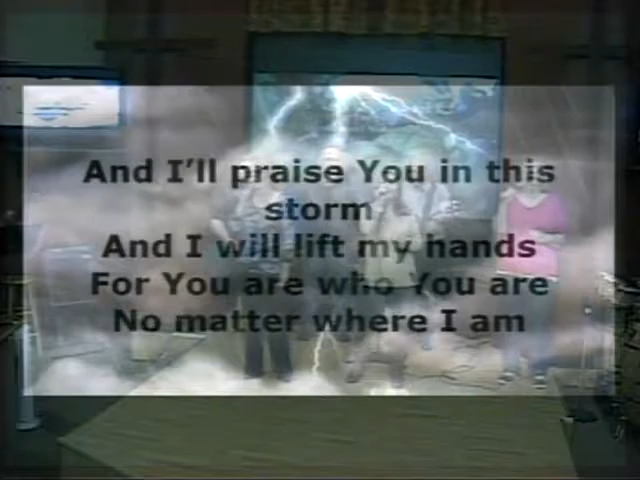 And I'll praise You in this
storm
And I will lift my hands
For You are who You are
No matter where I am